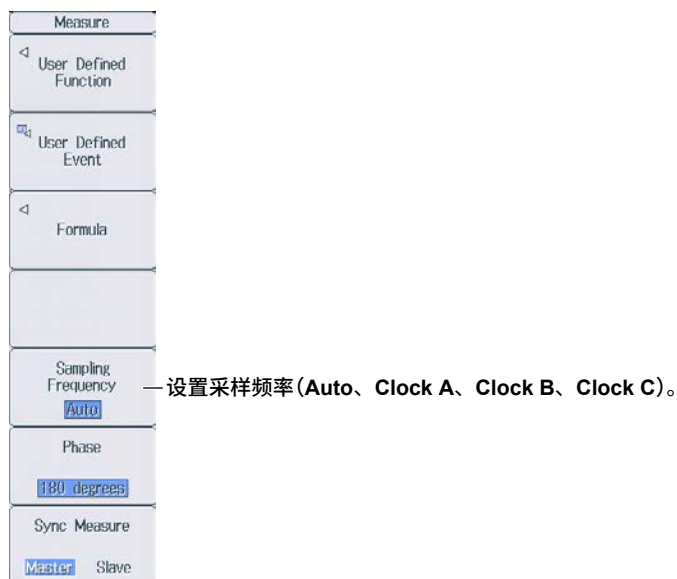 Measure
User Defined
Function
User Defined
Event
Formula
Sampling
Frequency
Auto
设置采样频率(Auto、Clock A、Clock B、Clock C)。
Phase
180 degrees
Sync Measure
Master Slave